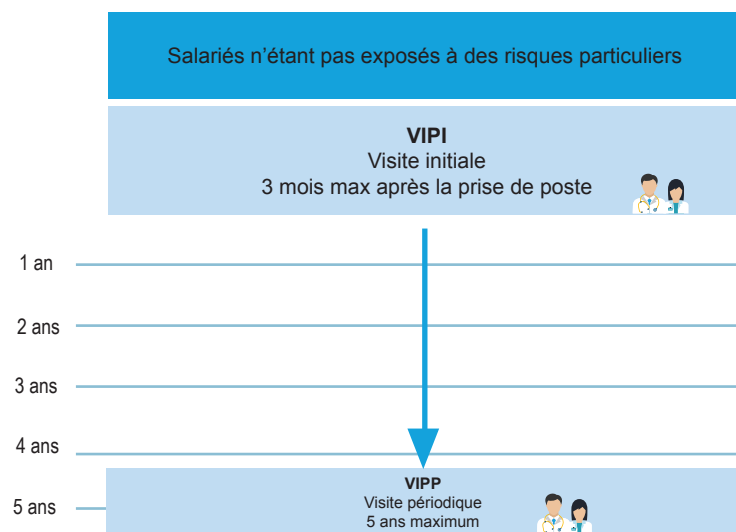 Salariés n'étant pas exposés à des risques particuliers
VIPI
Visite initiale
3 mois max après la prise de poste
1 an
2 ans
3 ans
4 ans
5 ans
VIPP
Visite périodique
5 ans maximum